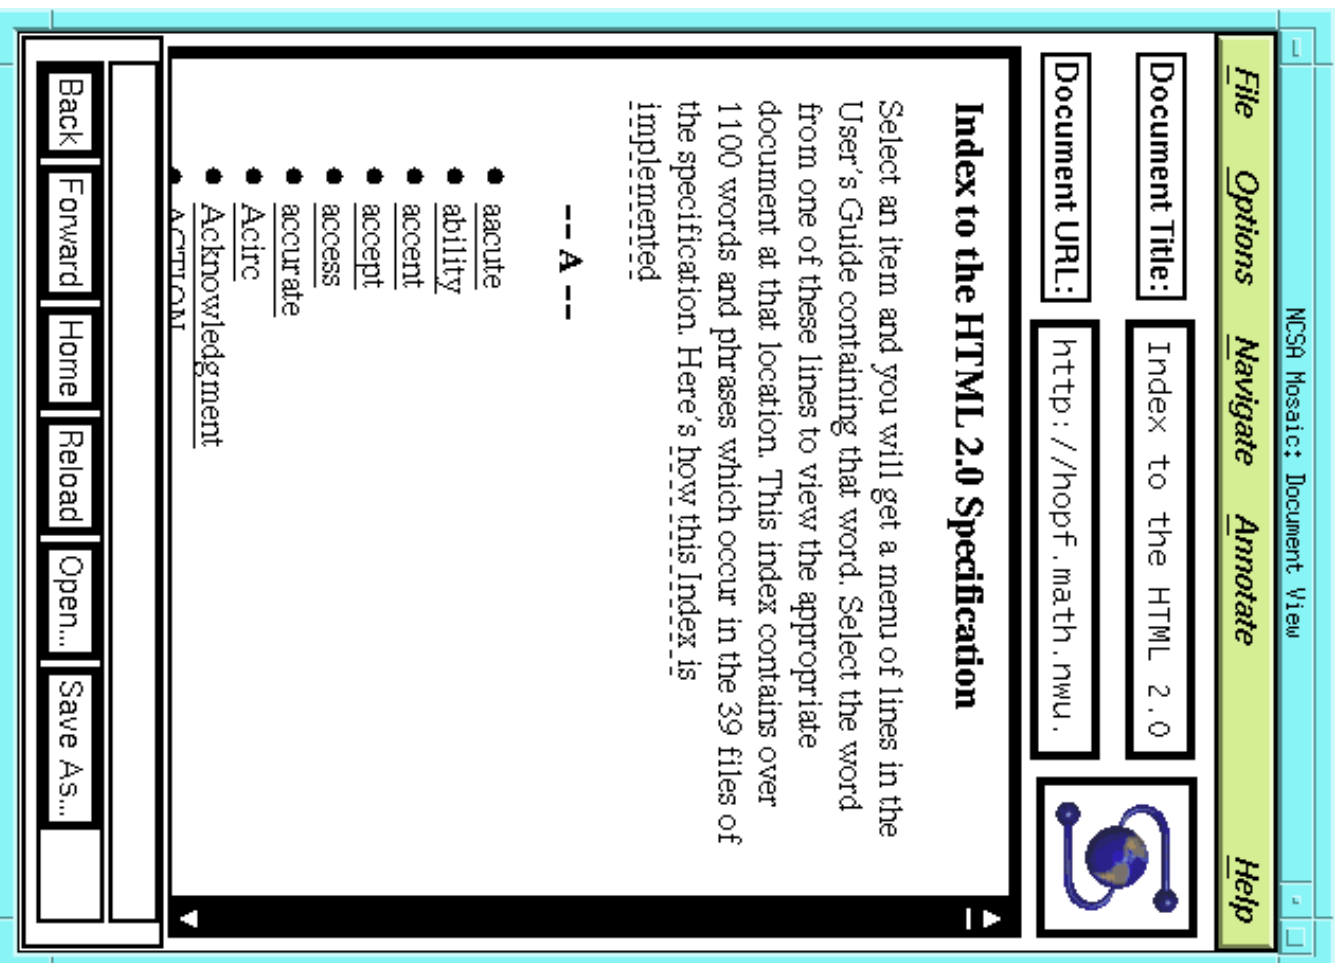 NCSA Mosaic: Document View
File Options Navigate Annotate Help
Document Title: Index to the HTML 2.0
Document URL: http://hopf.math.nwu.
Index to the HTML 2.0 Specification
Select an item and you will get a menu of lines in the
User's Guide containing that word. Select the word
from one of these lines to view the appropriate
document at that location. This index contains over
1100 words and phrases which occur in the 39 files of
the specification. Here's how this Index is
implemented
-- A --
aacute
ability
accent
accept
access
accurate
Acirc
Acknowledgment
ACTION
Back Forward Home Reload Open... Save As...